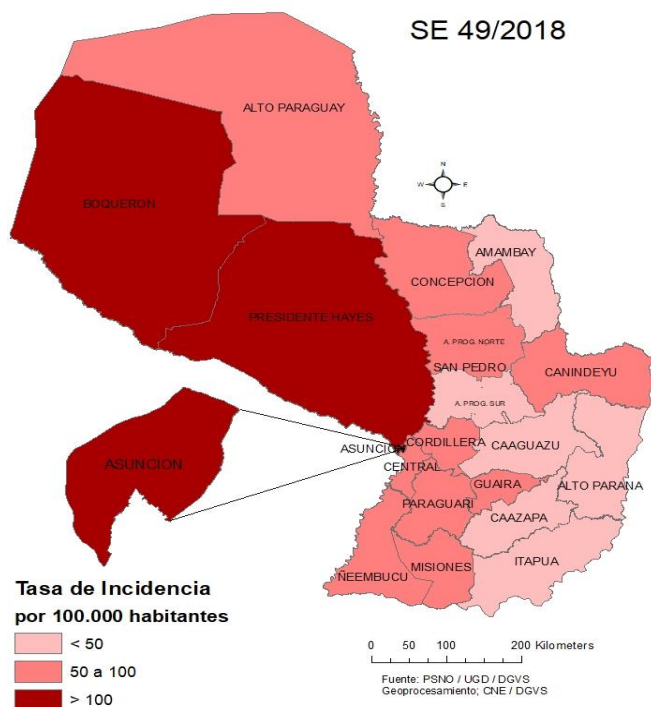 SE 49/2018
ALTO PARAGUAY
N
W E
S
BOQUERON
AMAMBAY
CONCEPCION
PRESIDENTE HAYES
A. PROG. NORTE
SAN PEDRO
CANINDEYU
A. PROG. SUR
CORDILLERA
ASUNCION
CAAGUAZU
ASUNCION
CENTRAL
GUAIRA
ALTO PARANA
PARAGUARI
CAAZAPA
ITAPUA
ÑEEMBUCU
MISIONES
Tasa de Incidencia
por 100.000 habitantes
< 50
50 a 100
> 100
0 50 100 200 Kilometers
Fuente: PSNO / UGD / DGVS
Geoprocesamiento; CNE / DGVS